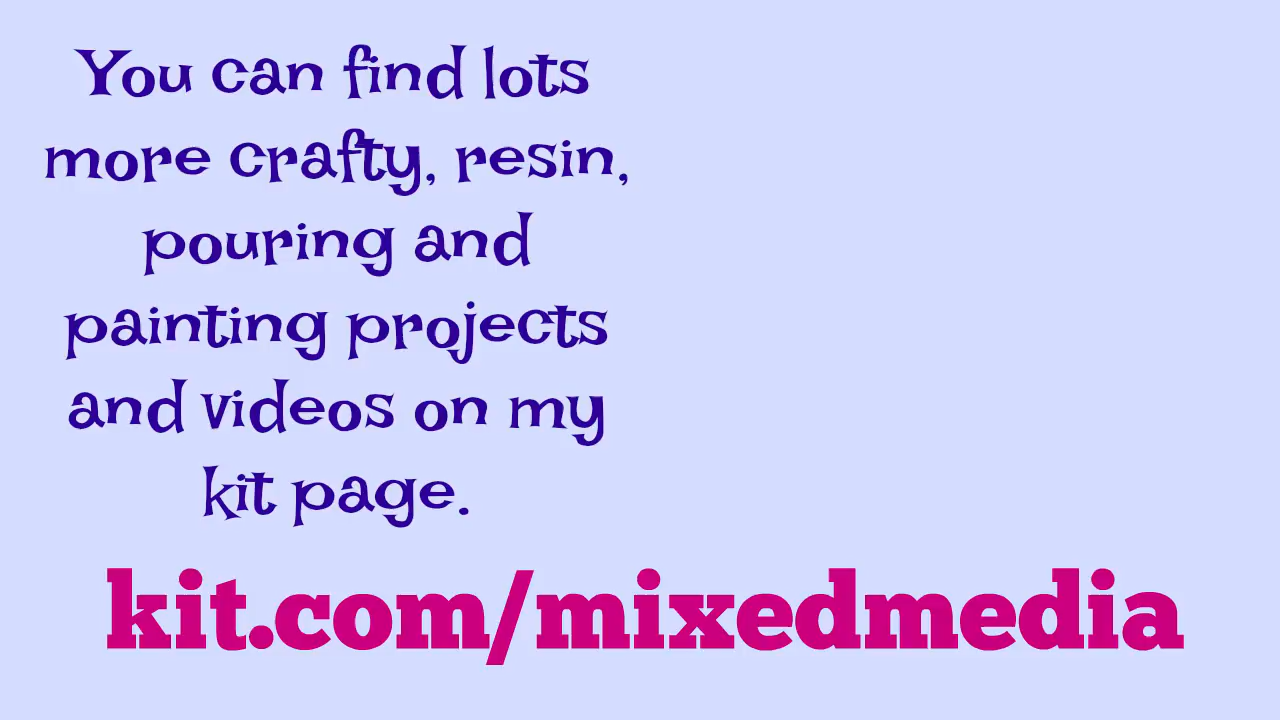 You can find lots
more crafty, resin,
pouring and
painting projects
and videos on my
kit page.
kit.com/mixedmedia